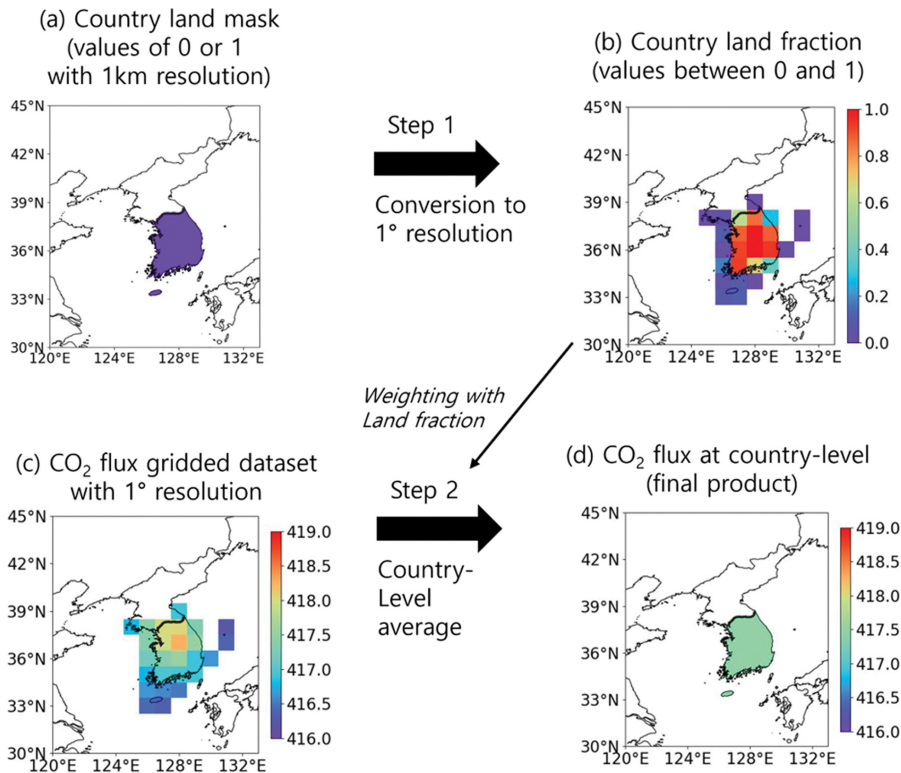 (a) Country land mask
(values of 0 or 1
with 1km resolution)
45°N
42°N
39°N
36°N
33°N
30°N
120°E
124°E
128°E
132°E
Step 1
Conversion to
1° resolution
(b) Country land fraction
(values between 0 and 1)
45°N
42°N
39°N
36°N
33°N
30°N
120°E
124°E
128°E
132°E
1.0
0.8
0.6
0.4
0.2
0.0
Weighting with
Land fraction
(c) CO₂ flux gridded dataset
with 1° resolution
45°N
42°N
39°N
36°N
33°N
30°N
120°E
124°E
128°E
132°E
419.0
418.5
418.0
417.5
417.0
416.5
416.0
Step 2
Country-
Level
average
(d) CO₂ flux at country-level
(final product)
45°N
42°N
39°N
36°N
33°N
30°N
120°E
124°E
128°E
132°E
419.0
418.5
418.0
417.5
417.0
416.5
416.0